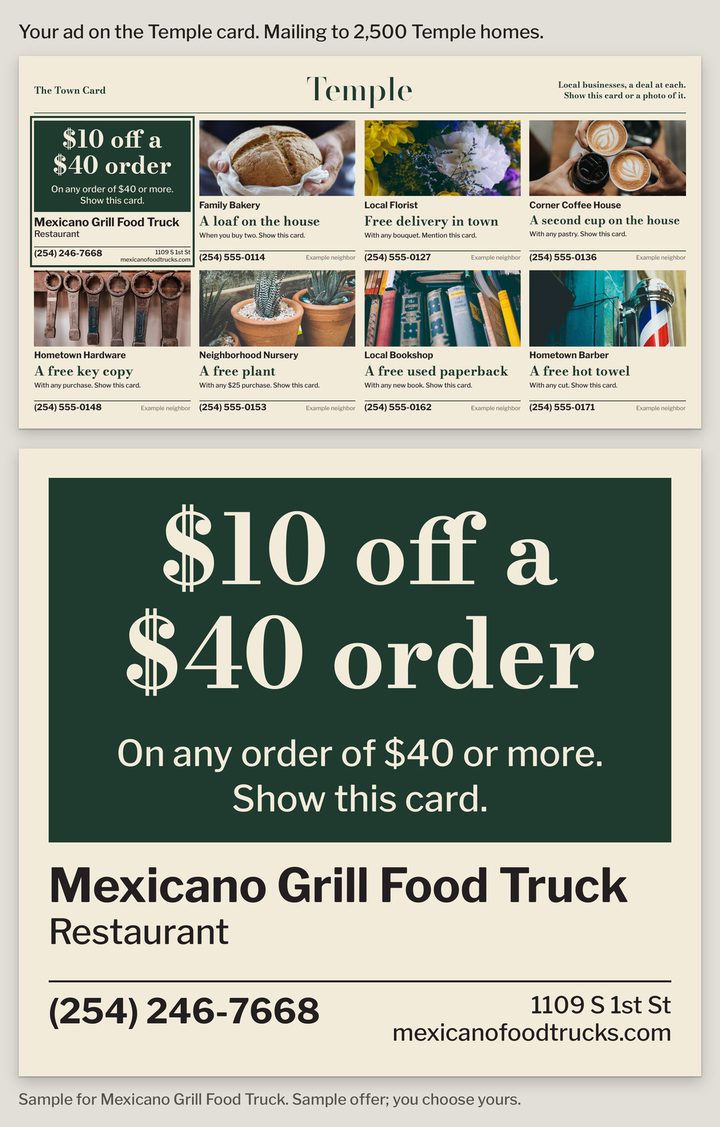 Your ad on the Temple card. Mailing to 2,500 Temple homes.
The Town Card
Temple
Local businesses, a deal at each.
Show this card or a photo of it.
$10 off a
$40 order
On any order of $40 or more.
Show this card.
Mexicano Grill Food Truck
Restaurant
(254) 246-7668
1109 S 1st St
mexicanofoodtrucks.com
Family Bakery
A loaf on the house
When you buy two. Show this card.
(254) 555-0114
Example neighbor
Local Florist
Free delivery in town
With any bouquet. Mention this card.
(254) 555-0127
Example neighbor
Corner Coffee House
A second cup on the house
With any pastry. Show this card.
(254) 555-0136
Example neighbor
Hometown Hardware
A free key copy
With any purchase. Show this card.
(254) 555-0148
Example neighbor
Neighborhood Nursery
A free plant
With any $25 purchase. Show this card.
(254) 555-0153
Example neighbor
Local Bookshop
A free used paperback
With any new book. Show this card.
(254) 555-0162
Example neighbor
Hometown Barber
A free hot towel
With any cut. Show this card.
(254) 555-0171
Example neighbor
$10 off a
$40 order
On any order of $40 or more.
Show this card.
Mexicano Grill Food Truck
Restaurant
(254) 246-7668
1109 S 1st St
mexicanofoodtrucks.com
Sample for Mexicano Grill Food Truck. Sample offer; you choose yours.